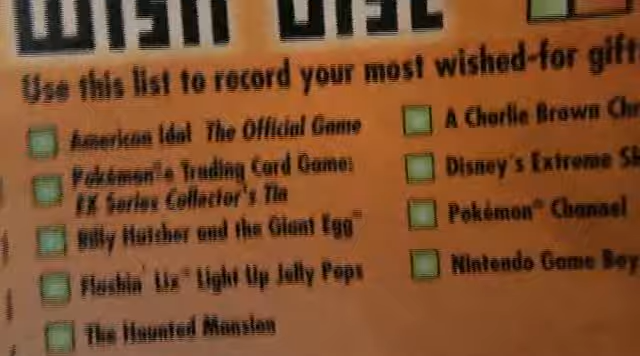 WISH LIST
Use this list to record your most wished-for gift
American Idol The Official Game
Pokémon®e Trading Card Game:
EX Series Collector's Tin
Billy Hatcher and the Giant Egg™
Flashin' Lix™ Light Up Jelly Pops
The Haunted Mansion
A Charlie Brown Chr
Disney's Extreme Sk
Pokémon® Channel
Nintendo Game Boy